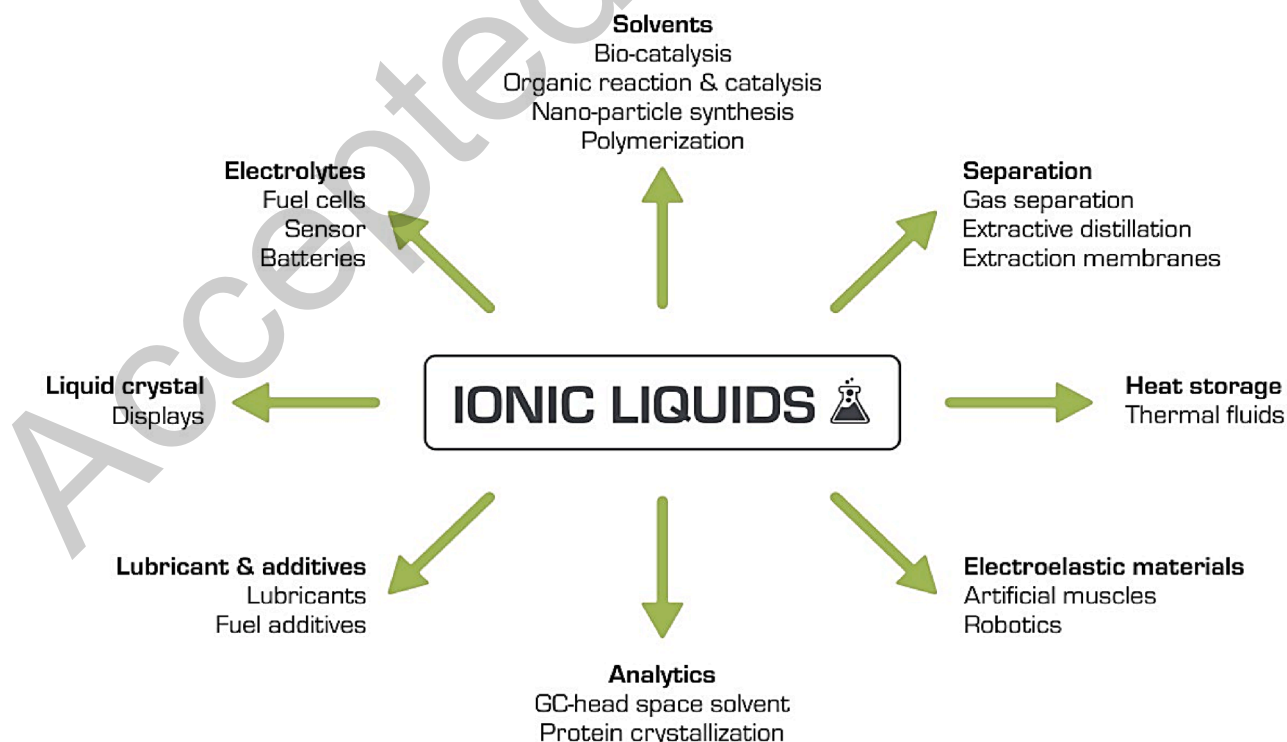 Accepted
Solvents
Bio-catalysis
Organic reaction & catalysis
Nano-particle synthesis
Polymerization
Electrolytes
Fuel cells
Sensor
Batteries
Separation
Gas separation
Extractive distillation
Extraction membranes
Liquid crystal
Displays
IONIC LIQUIDS
Heat storage
Thermal fluids
Lubricant & additives
Lubricants
Fuel additives
Analytics
GC-head space solvent
Protein crystallization
Electroelastic materials
Artificial muscles
Robotics